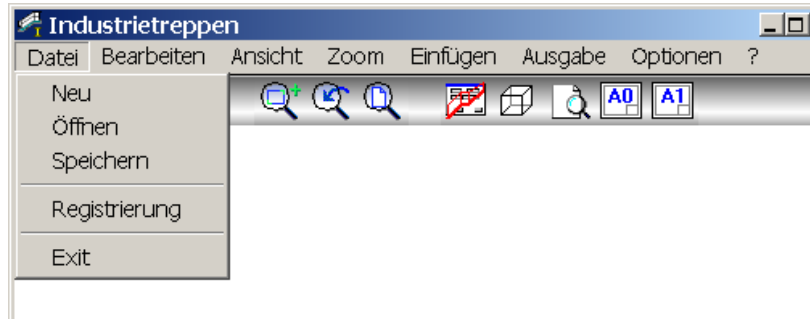 Industrietreppen
Datei Bearbeiten Ansicht Zoom Einfügen Ausgabe Optionen ?
Neu
A0 A1
Öffnen
Speichern
Registrierung
Exit